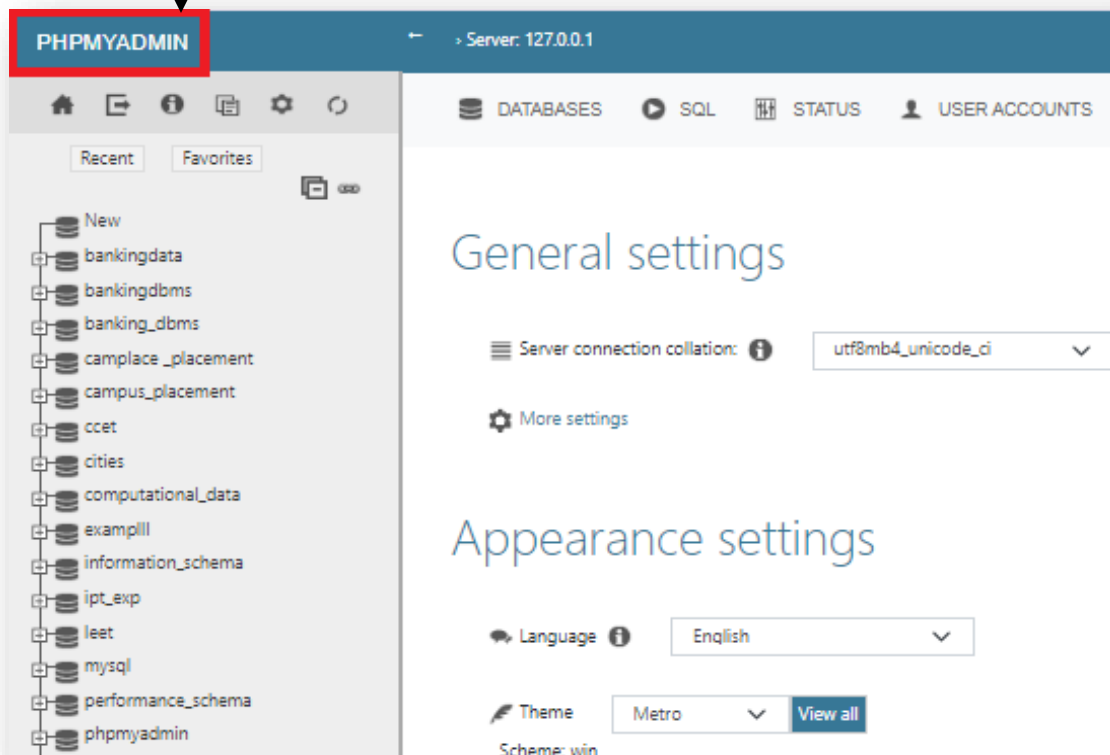 PHPMYADMIN
← › Server: 127.0.0.1
DATABASES SQL STATUS USER ACCOUNTS
Recent Favorites
New
bankingdata
bankingdbms
banking_dbms
camplace _placement
campus_placement
ccet
cities
computational_data
examplll
information_schema
ipt_exp
leet
mysql
performance_schema
phpmyadmin
General settings
Server connection collation: utf8mb4_unicode_ci
More settings
Appearance settings
Language English
Theme Metro View all
Scheme: win